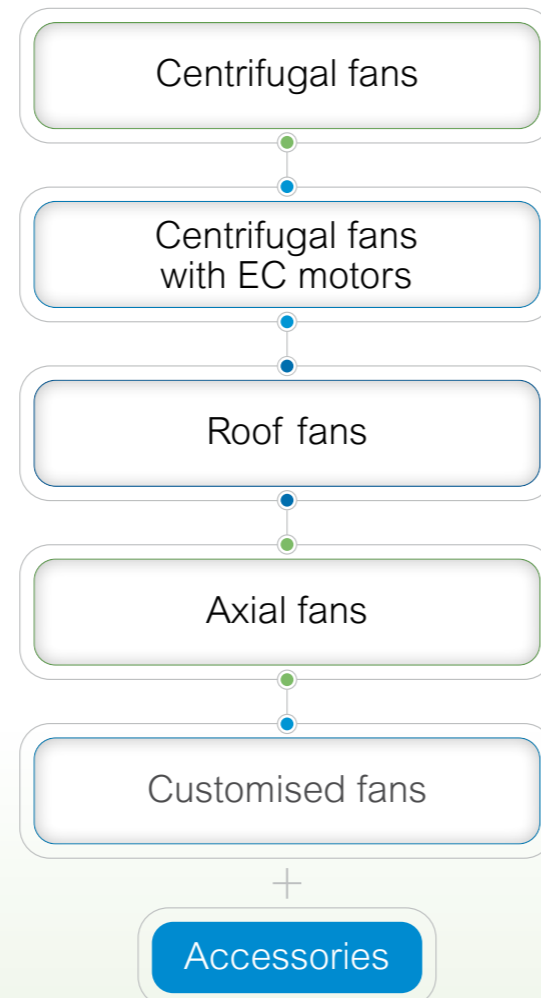 Centrifugal fans
Centrifugal fans
with EC motors
Roof fans
Axial fans
Customised fans
+
Accessories